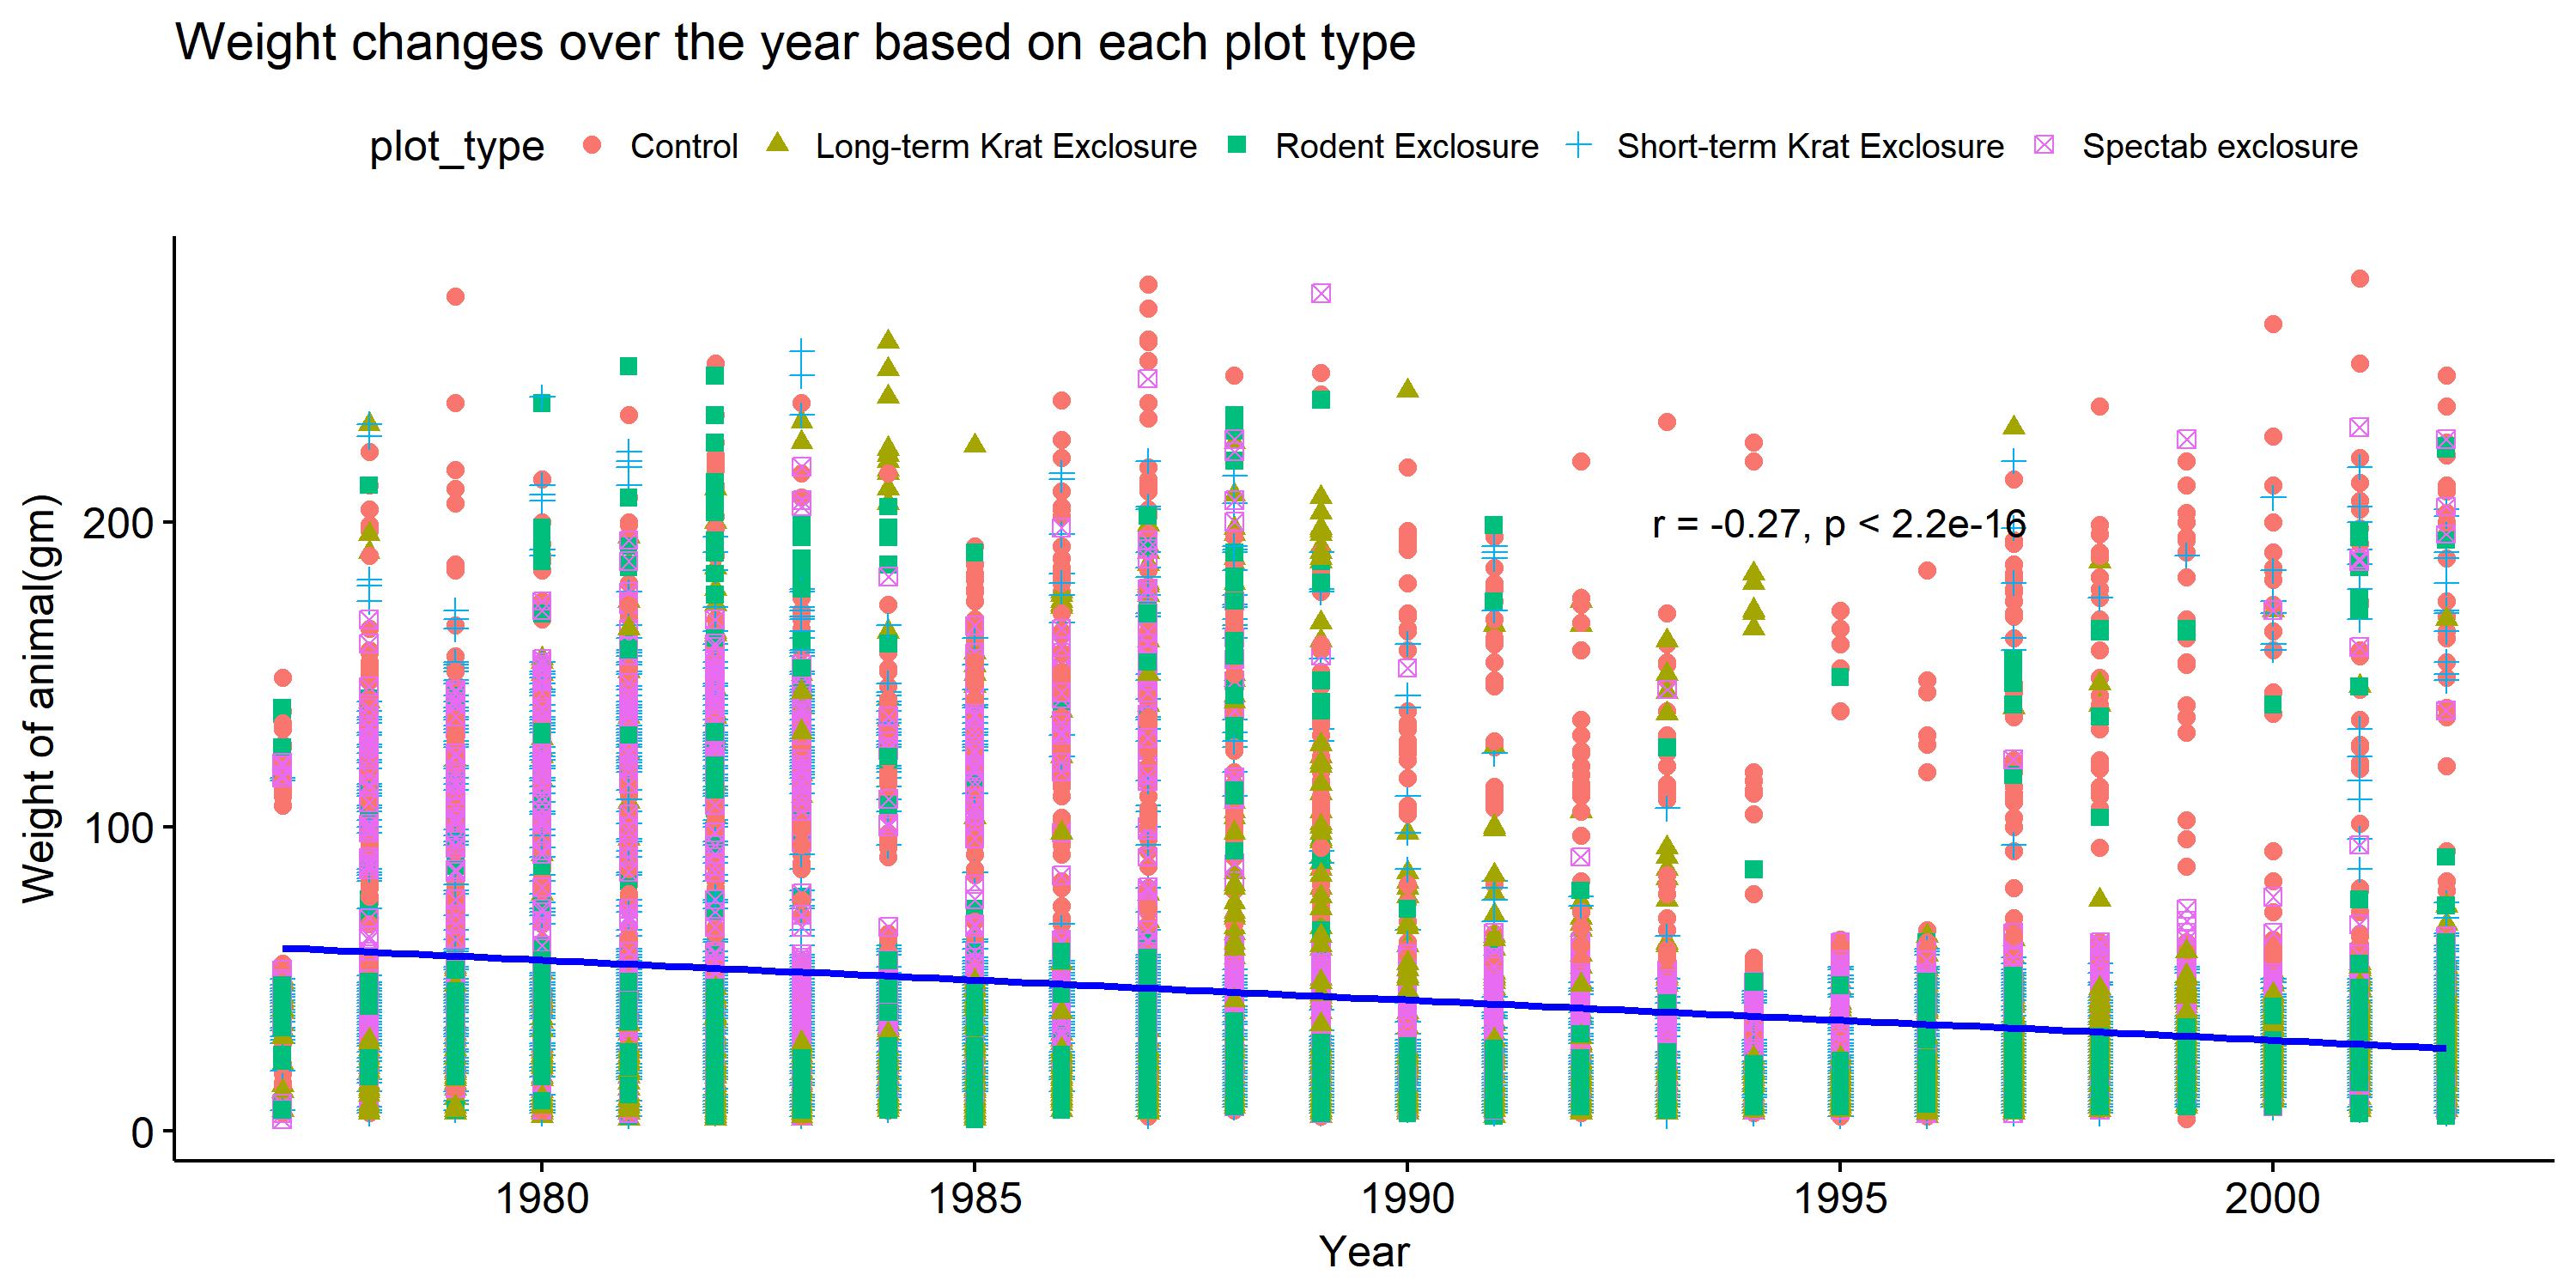 Weight changes over the year based on each plot type
plot_type Control Long-term Krat Exclosure Rodent Exclosure Short-term Krat Exclosure Spectab exclosure
Weight of animal(gm)
200
100
0
r = -0.27, p < 2.2e-16
1980 1985 1990 1995 2000
Year